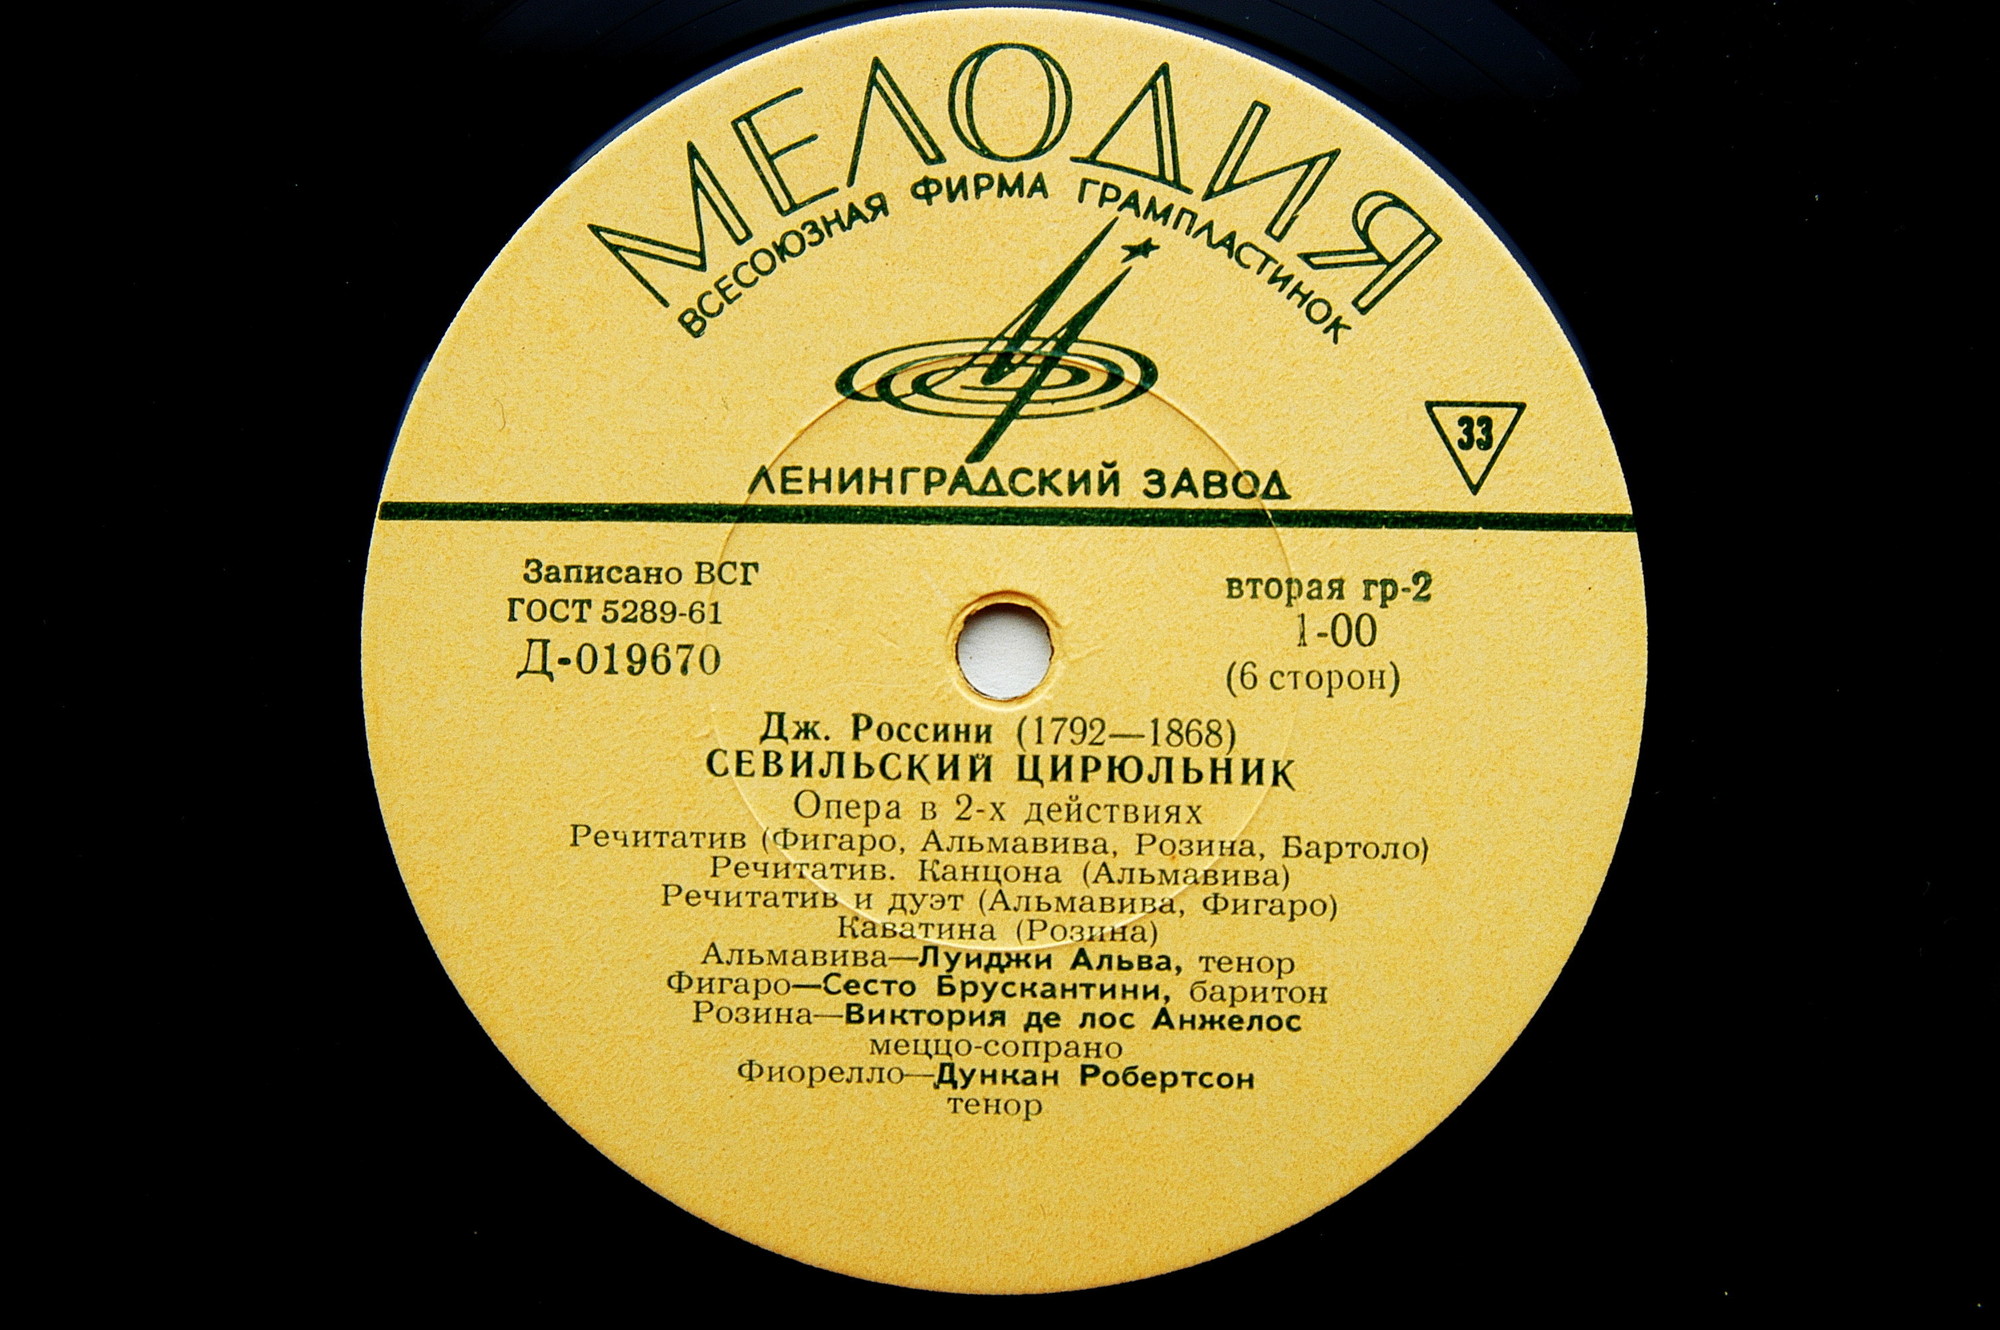 МЕЛОДИЯ
ВСЕСОЮЗНАЯ ФИРМА ГРАМПЛАСТИНОК
33
ЛЕНИНГРАДСКИЙ ЗАВОД
Записано ВСГ
ГОСТ 5289-61
Д-019670
вторая гр-2
1-00
(6 сторон)
Дж. Россини (1792—1868)
СЕВИЛЬСКИЙ ЦИРЮЛЬНИК
Опера в 2-х действиях
Речитатив (Фигаро, Альмавива, Розина, Бартоло)
Речитатив. Канцона (Альмавива)
Речитатив и дуэт (Альмавива, Фигаро)
Каватина (Розина)
Альмавива—Луиджи Альва, тенор
Фигаро—Сесто Брускантини, баритон
Розина—Виктория де лос Анжелос
меццо-сопрано
Фиорелло—Дункан Робертсон
тенор